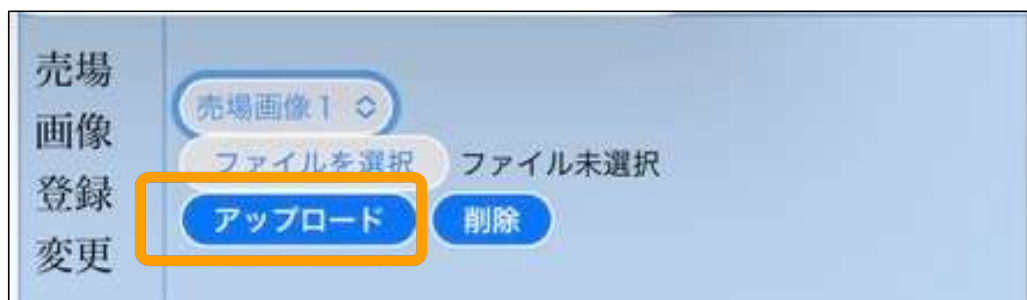 売場
画像
登録
変更
売場画像1
ファイルを選択 ファイル未選択
アップロード 削除